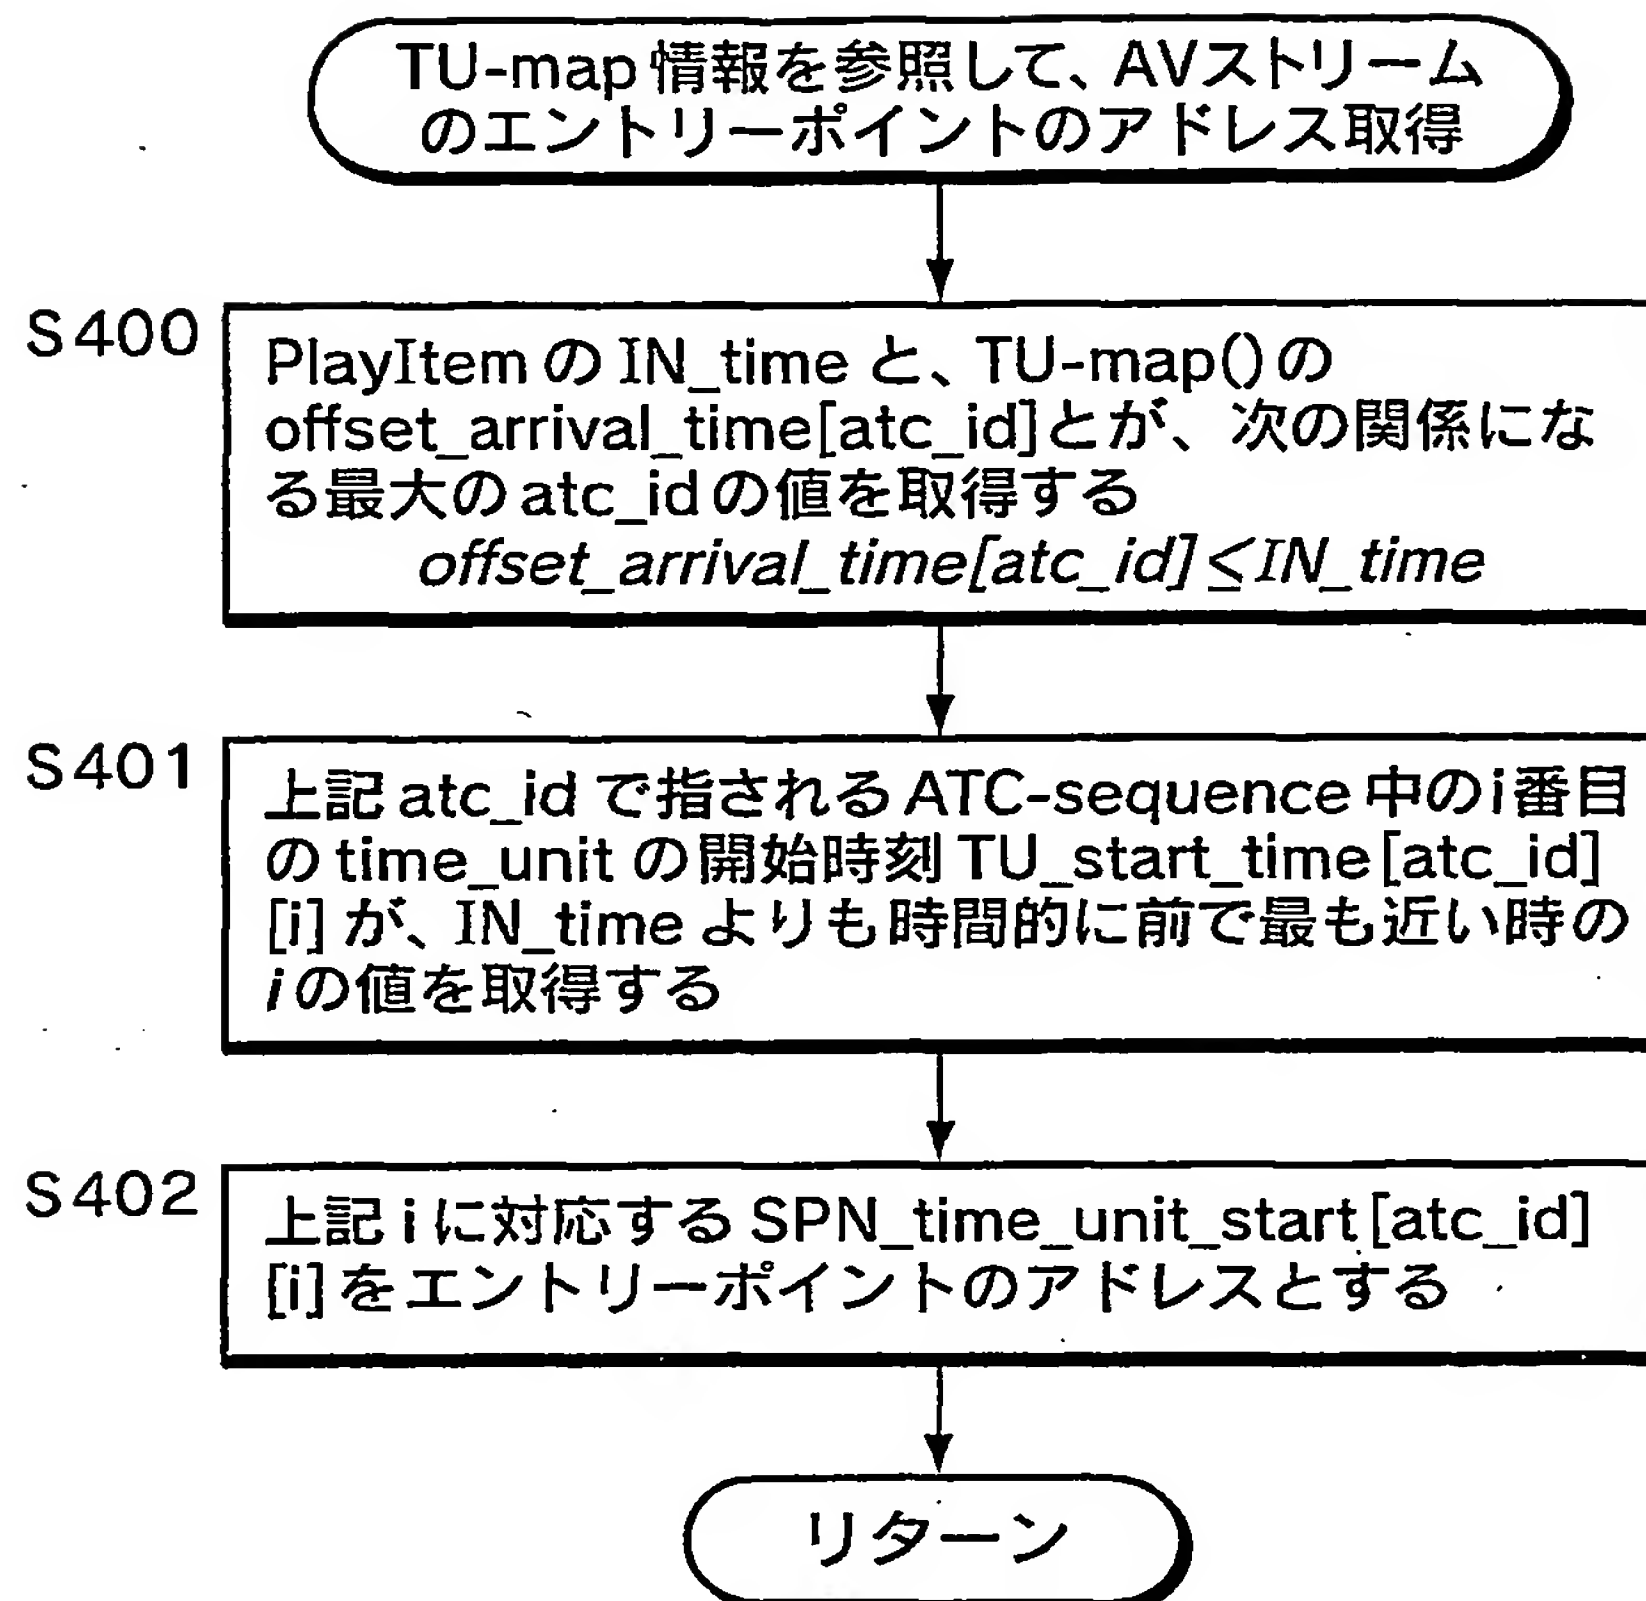 TU-map 情報を参照して、AVストリーム
のエントリーポイントのアドレス取得
S400
PlayItem の IN_time と、TU-map()の
offset_arrival_time[atc_id]とが、次の関係にな
る最大の atc_id の値を取得する
offset_arrival_time[atc_id]≦IN_time
S401
上記 atc_id で指される ATC-sequence 中の i 番目
の time_unit の開始時刻 TU_start_time[atc_id]
[i] が、IN_time よりも時間的に前で最も近い時の
i の値を取得する
S402
上記 i に対応する SPN_time_unit_start[atc_id]
[i] をエントリーポイントのアドレスとする
リターン